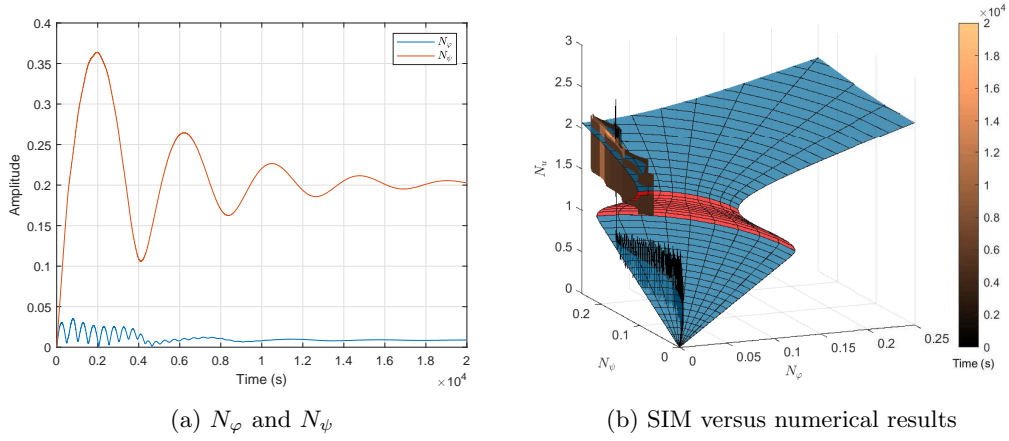 0.4
0.35
0.3
0.25
0.2
0.15
0.1
0.05
0
Amplitude
N_φ
N_ψ
0 0.2 0.4 0.6 0.8 1 1.2 1.4 1.6 1.8 2
Time (s)
×10^4
3
2.5
2
1.5
1
0.5
0
N_u
0.2
0.1
0
N_ψ
0 0.05 0.1 0.15 0.2 0.25
N_φ
×10^4
2
1.8
1.6
1.4
1.2
1
0.8
0.6
0.4
0.2
0
Time (s)
(a) N_φ and N_ψ
(b) SIM versus numerical results